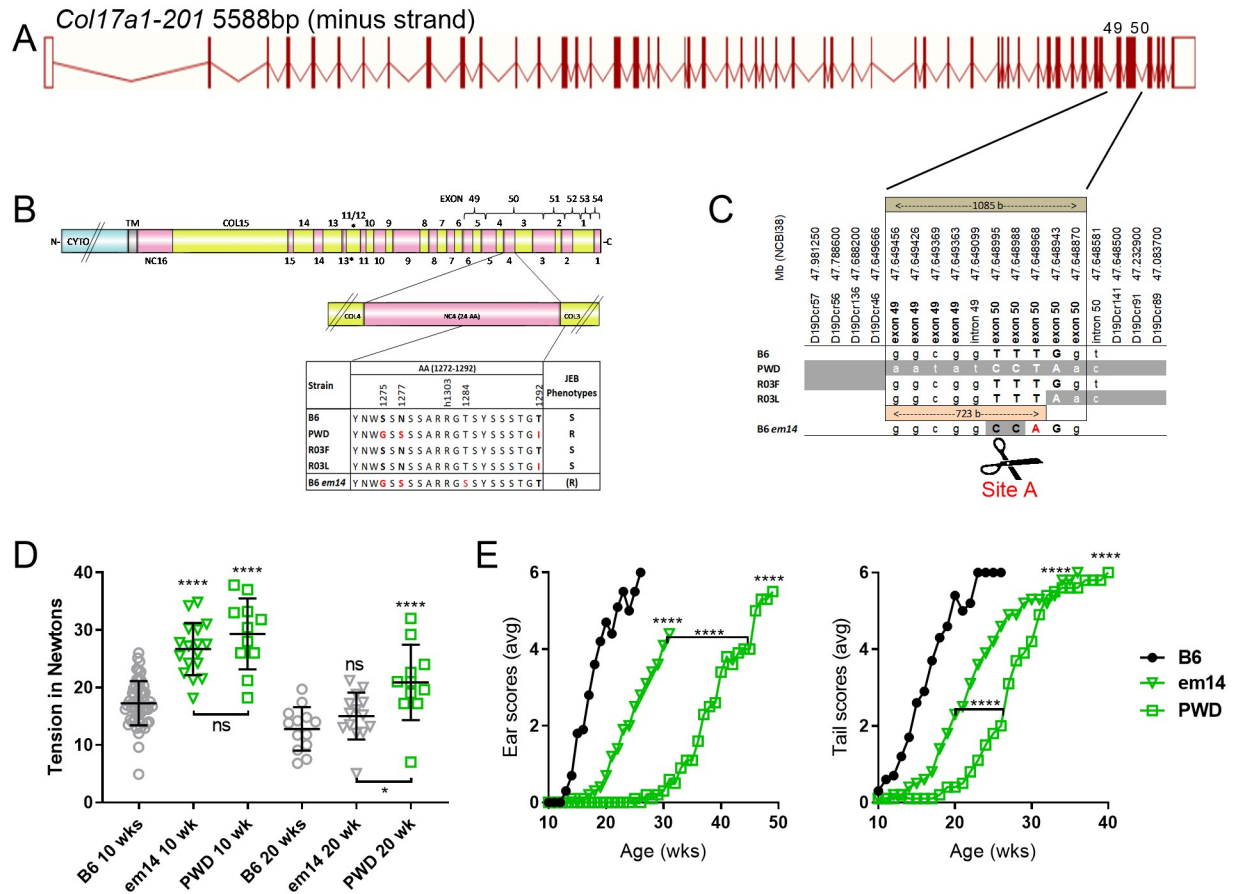 A
Col17a1-201 5588bp (minus strand)
49 50
B
EXON 49 50 51 52 53 54
11/12
TM COL15 14 13 * 10 9 8 7 6 5 4 3 2 1
N- CYTO -C
NC16 15 14 13* 11 10 9 8 7 6 5 4 3 2 1
COL4 NC4 (24 AA) COL3
Strain
AA (1272-1292)
JEB Phenotypes
1275 1277 h1303 1284 1292
B6 YNWSSNSSARRGTSYSSSTGT S
PWD YNWGSSSSARRGTSYSSSTGI R
R03F YNWSSNSSARRGTSYSSSTGT S
R03L YNWSSNSSARRGTSYSSSTGI S
B6 em14 YNWGSSSSARRGSSYSSSTGT (R)
C
<----------------1085 b---------------->
Mb (NCBI38)
47.981250 47.788600 47.688200 47.649666 47.649456 47.649426 47.649369 47.649363 47.649099 47.648995 47.648988 47.648968 47.648943 47.648870 47.648581 47.648500 47.232900 47.083700
D19Dcr57 D19Dcr56 D19Dcr136 D19Dcr46 exon 49 exon 49 exon 49 exon 49 intron 49 exon 50 exon 50 exon 50 exon 50 exon 50 intron 50 D19Dcr141 D19Dcr91 D19Dcr89
B6 g g c g g T T T G g t
PWD a a t a t C C T A a c
R03F g g c g g T T T G g t
R03L g g c g g T T T A a c
<----------------723 b---------------->
B6 em14 g g c g g C C A G g
Site A
D
Tension in Newtons
40
30
20
10
0
**** **** **** ns
ns
*
B6 10 wks
em14 10 wk
PWD 10 wk
B6 20 wks
em14 20 wk
PWD 20 wk
E
Ear scores (avg)
6
4
2
0
10 20 30 40 50
Age (wks)
**** **** ****
Tail scores (avg)
6
4
2
0
10 20 30 40
Age (wks)
**** **** ****
B6
em14
PWD